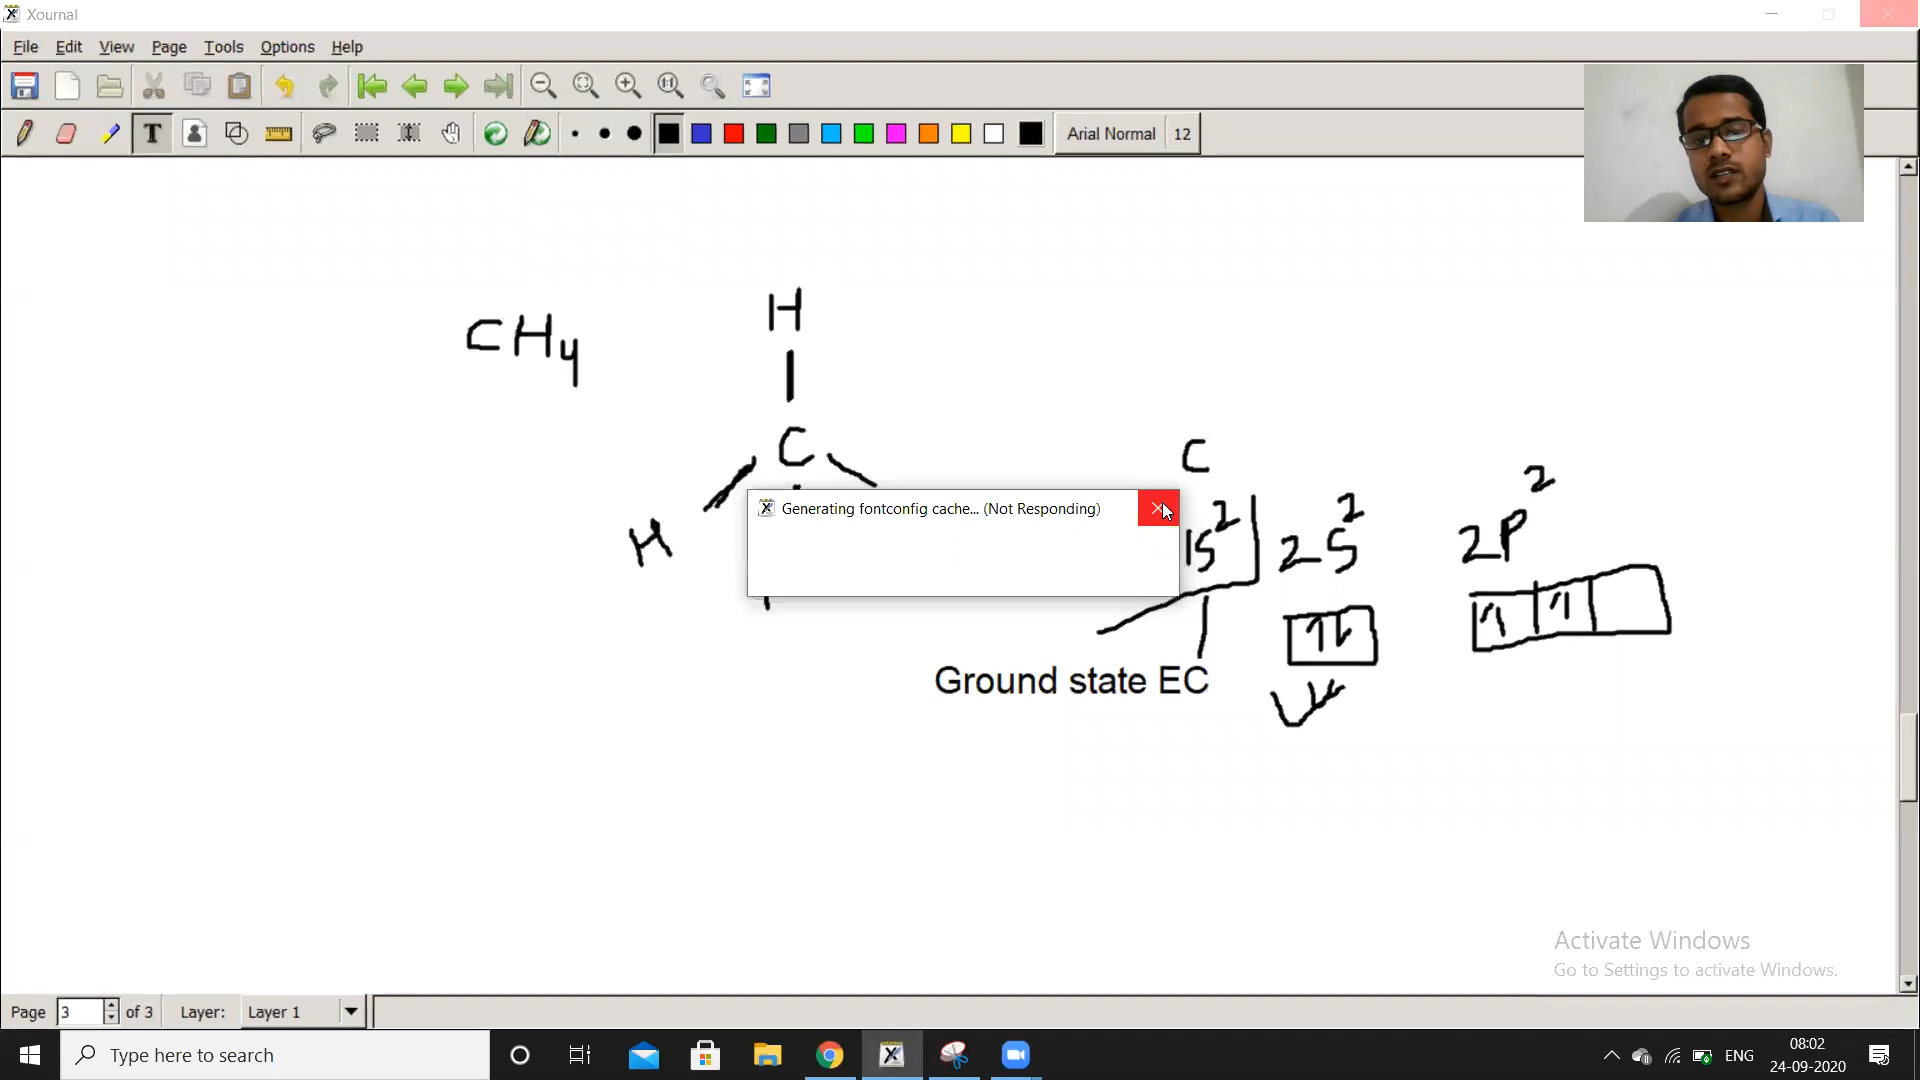 Xournal
File Edit View Page Tools Options Help
T Arial Normal 12
H
CH4
C
C
Generating fontconfig cache... (Not Responding)
H
1S2 2S2 2P2
Ground state EC
Activate Windows
Go to Settings to activate Windows.
Page 3 of 3 Layer: Layer 1
Type here to search
ENG
08:02
24-09-2020